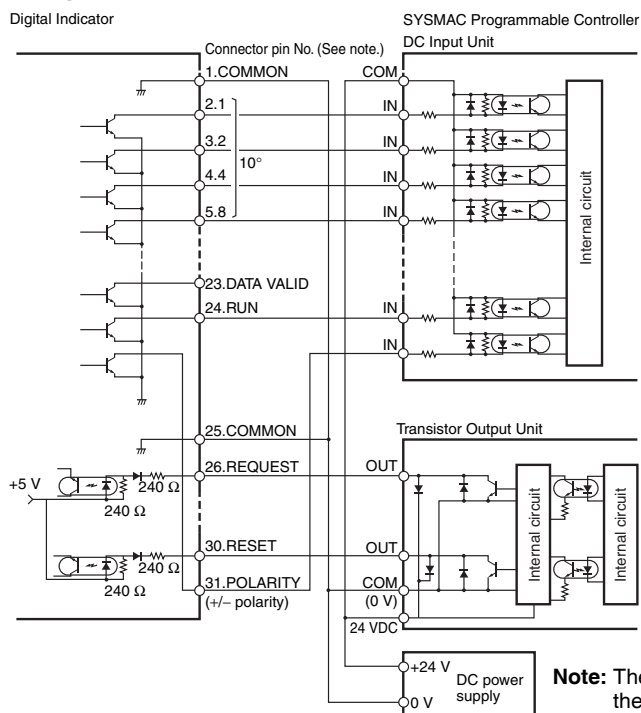 Digital Indicator
SYSMAC Programmable Controller
DC Input Unit
Connector pin No. (See note.)
1.COMMON
COM
2.1
IN
3.2
IN
10°
4.4
IN
5.8
IN
Internal circuit
23.DATA VALID
24.RUN
IN
IN
25.COMMON
Transistor Output Unit
26.REQUEST
OUT
+5 V
240 Ω
240 Ω
Internal circuit
Internal circuit
30.RESET
OUT
240 Ω
240 Ω
31.POLARITY
(+/– polarity)
COM
(0 V)
24 VDC
+24 V
DC power
supply
0 V
Note: The
the